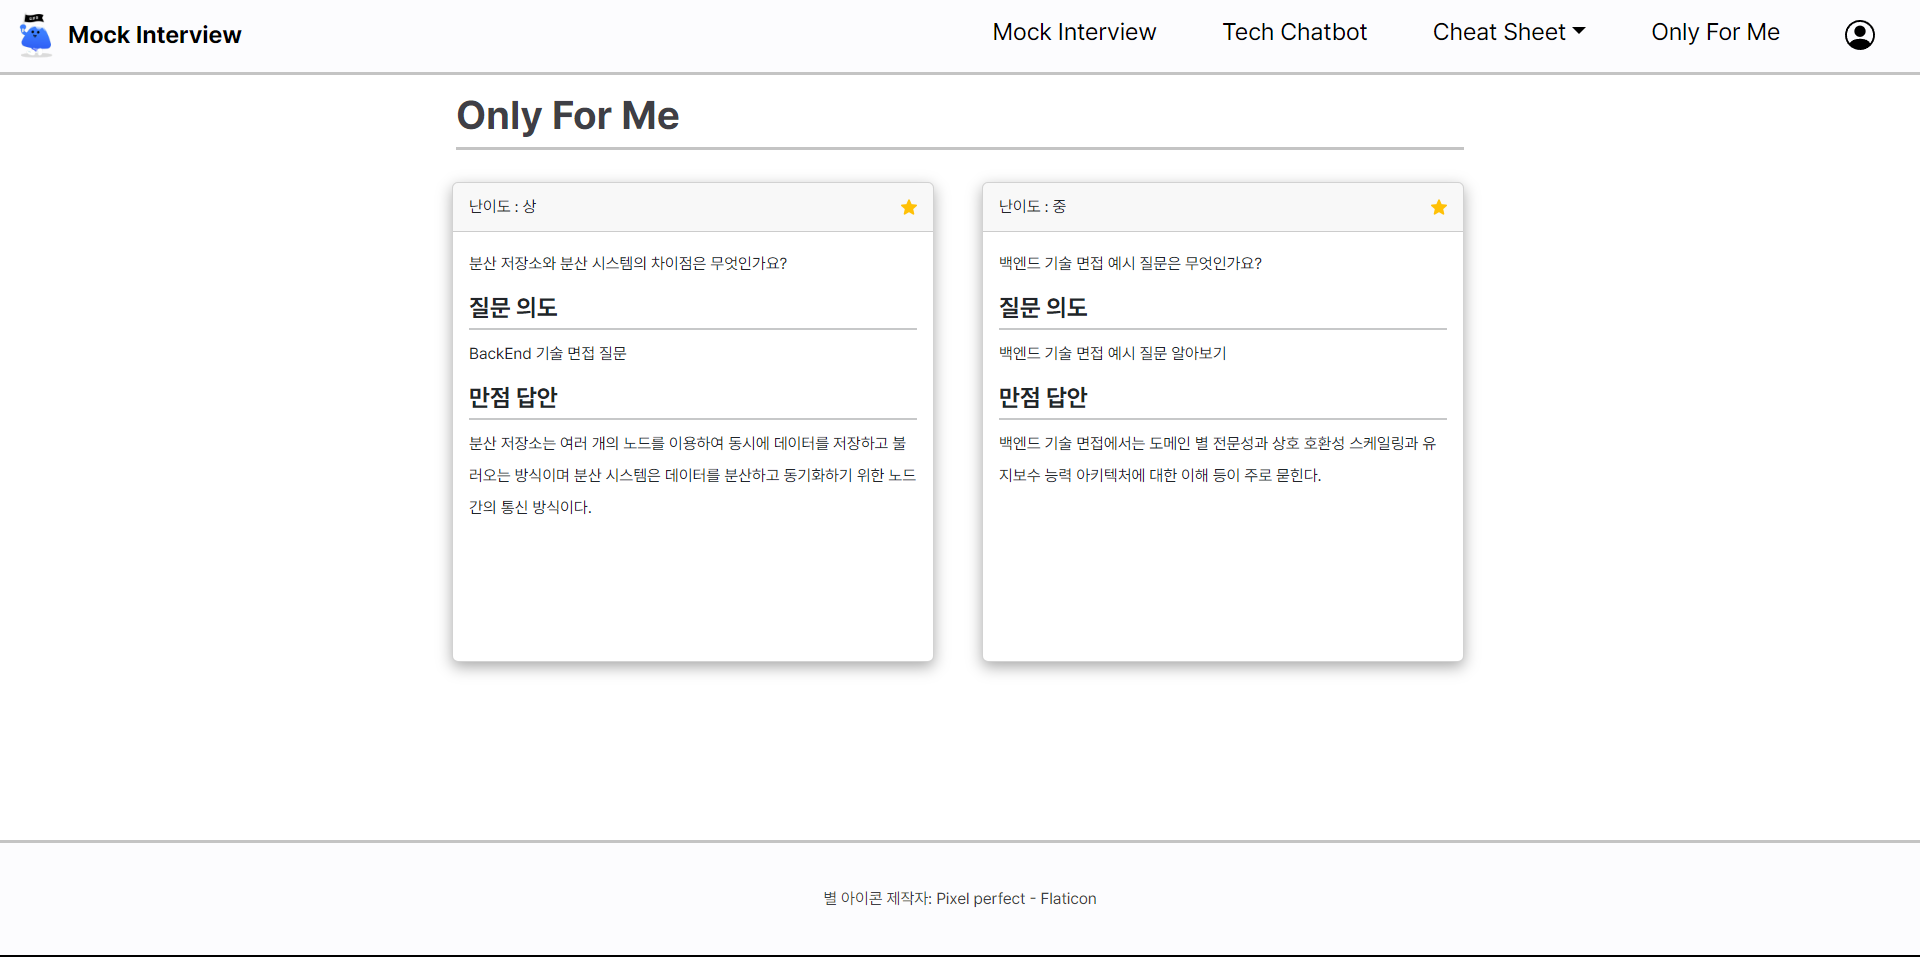 Mock Interview
Mock Interview
Tech Chatbot
Cheat Sheet
Only For Me
Only For Me
난이도 : 상
분산 저장소와 분산 시스템의 차이점은 무엇인가요?
질문 의도
BackEnd 기술 면접 질문
만점 답안
분산 저장소는 여러 개의 노드를 이용하여 동시에 데이터를 저장하고 불
러오는 방식이며 분산 시스템은 데이터를 분산하고 동기화하기 위한 노드
간의 통신 방식이다.
난이도 : 중
백엔드 기술 면접 예시 질문은 무엇인가요?
질문 의도
백엔드 기술 면접 예시 질문 알아보기
만점 답안
백엔드 기술 면접에서는 도메인 별 전문성과 상호 호환성 스케일링과 유
지보수 능력 아키텍처에 대한 이해 등이 주로 묻힌다.
별 아이콘 제작자: Pixel perfect - Flaticon